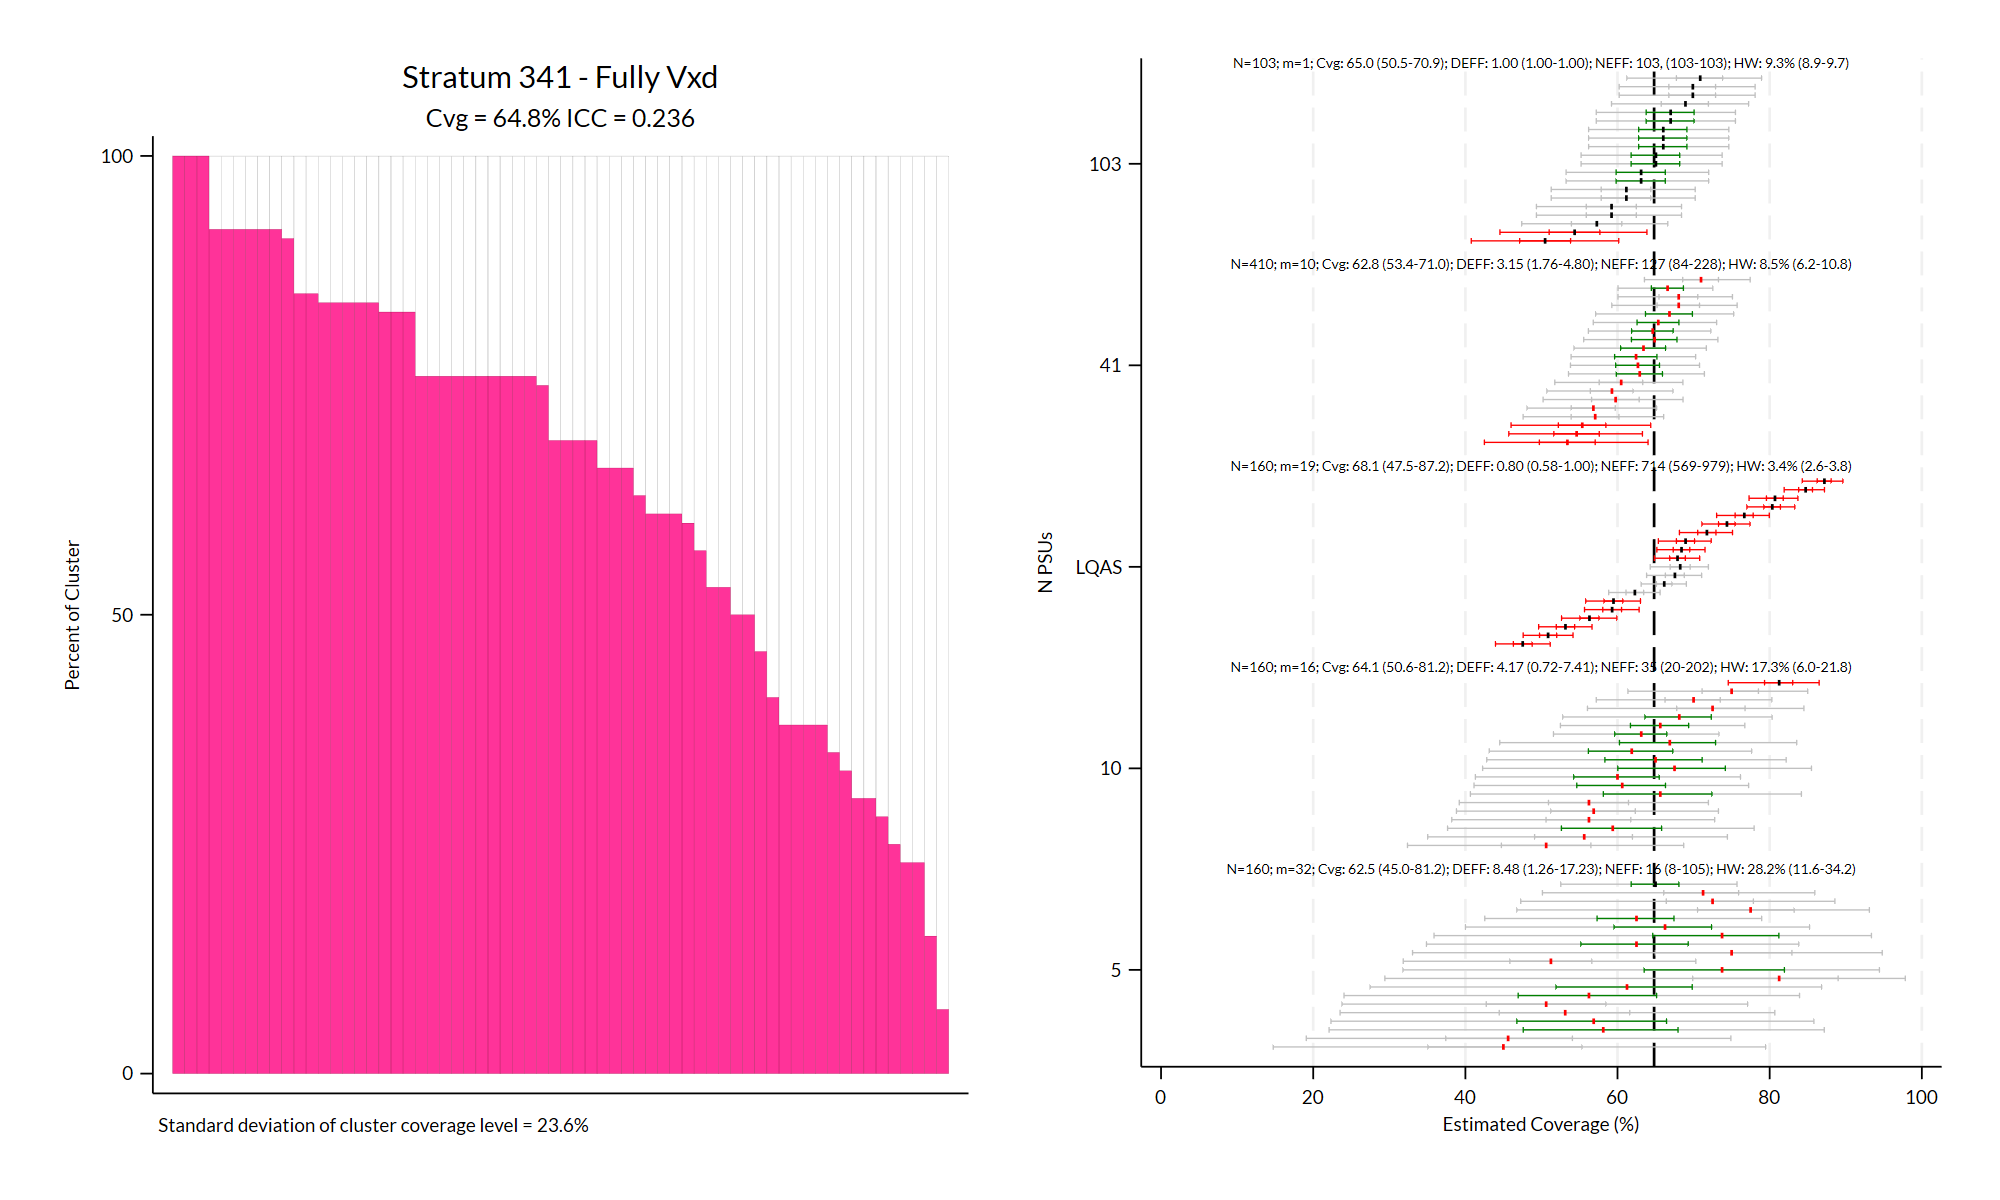 Stratum 341 - Fully Vxd
Cvg = 64.8% ICC = 0.236
Percent of Cluster
100
50
0
Standard deviation of cluster coverage level = 23.6%
N PSUs
N=103; m=1; Cvg: 65.0 (50.5-70.9); DEFF: 1.00 (1.00-1.00); NEFF: 103, (103-103); HW: 9.3% (8.9-9.7)
103
N=410; m=10; Cvg: 62.8 (53.4-71.0); DEFF: 3.15 (1.76-4.80); NEFF: 127 (84-228); HW: 8.5% (6.2-10.8)
41
N=160; m=19; Cvg: 68.1 (47.5-87.2); DEFF: 0.80 (0.58-1.00); NEFF: 714 (569-979); HW: 3.4% (2.6-3.8)
LQAS
N=160; m=16; Cvg: 64.1 (50.6-81.2); DEFF: 4.17 (0.72-7.41); NEFF: 35 (20-202); HW: 17.3% (6.0-21.8)
10
N=160; m=32; Cvg: 62.5 (45.0-81.2); DEFF: 8.48 (1.26-17.23); NEFF: 16 (8-105); HW: 28.2% (11.6-34.2)
5
0 20 40 60 80 100
Estimated Coverage (%)